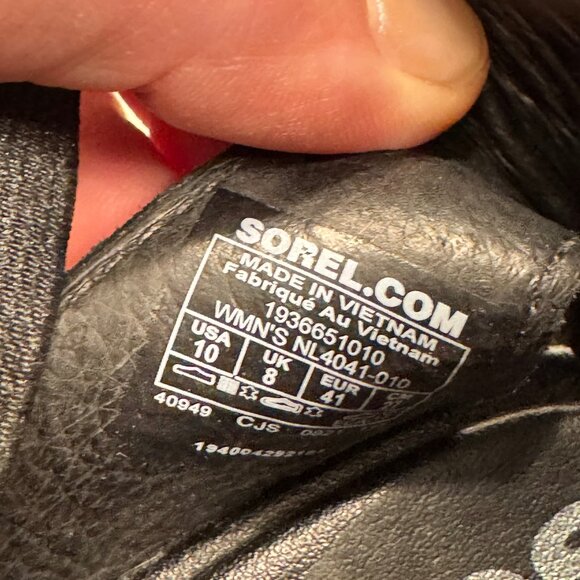 SOREL.COM
MADE IN VIETNAM
Fabriqué Au Vietnam
1936651010
WMN'S NL4041-010
USA UK EUR
10 8 41
40949 CJS